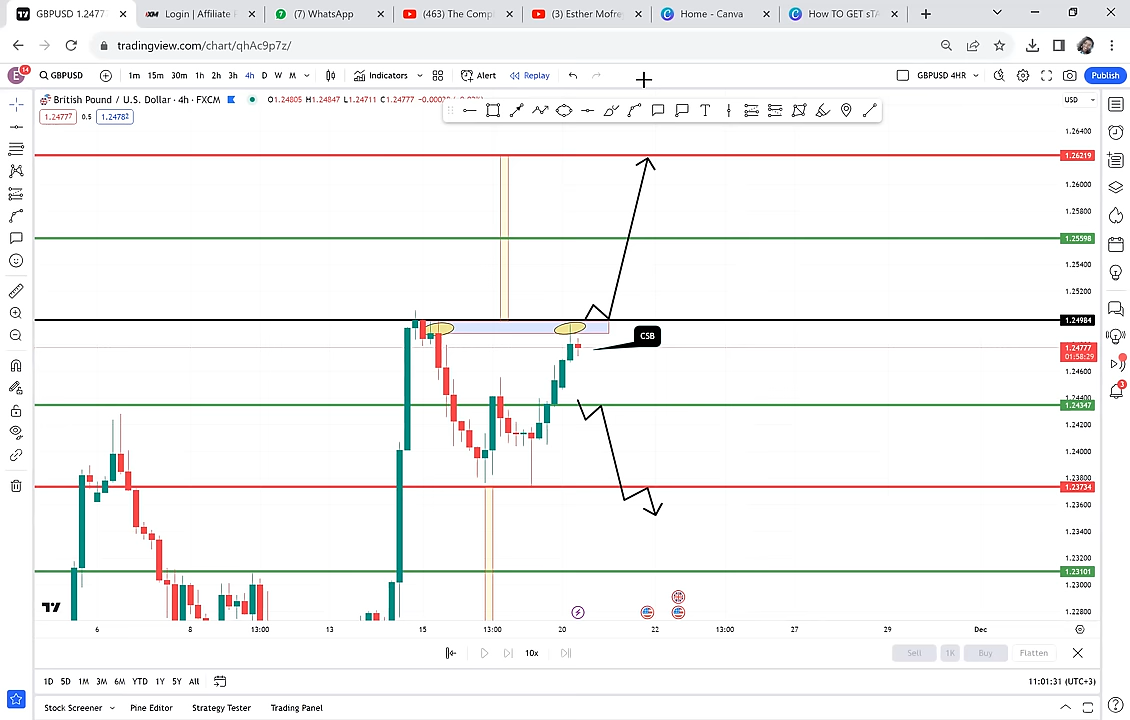 GBPUSD 1.2477
Login | Affiliate
(7) WhatsApp
(463) The Comp
(3) Esther Mofre
Home - Canva
How TO GET sTA
tradingview.com/chart/qhAc9p7z/
E 14 GBPUSD 1m 15m 30m 1h 2h 3h 4h D W M Indicators Alert Replay GBPUSD 4HR Publish
British Pound / U.S. Dollar · 4h · FXCM O1.24805 H1.24847 L1.24711 C1.24777
USD
1.24777 0.5 1.24782
1.26400
1.26219
1.26000
1.25800
1.25598
1.25400
1.25200
1.24984
CSB
1.24777
01:58:29
1.24600
1.24400
1.24347
1.24200
1.24000
1.23800
1.23734
1.23600
1.23400
1.23200
1.23101
1.23000
1.22800
6 8 13:00 13 15 13:00 20 22 13:00 27 29 Dec
10x
Sell 1K Buy Flatten
1D 5D 1M 3M 6M YTD 1Y 5Y All
11:01:31 (UTC+3)
Stock Screener Pine Editor Strategy Tester Trading Panel
3